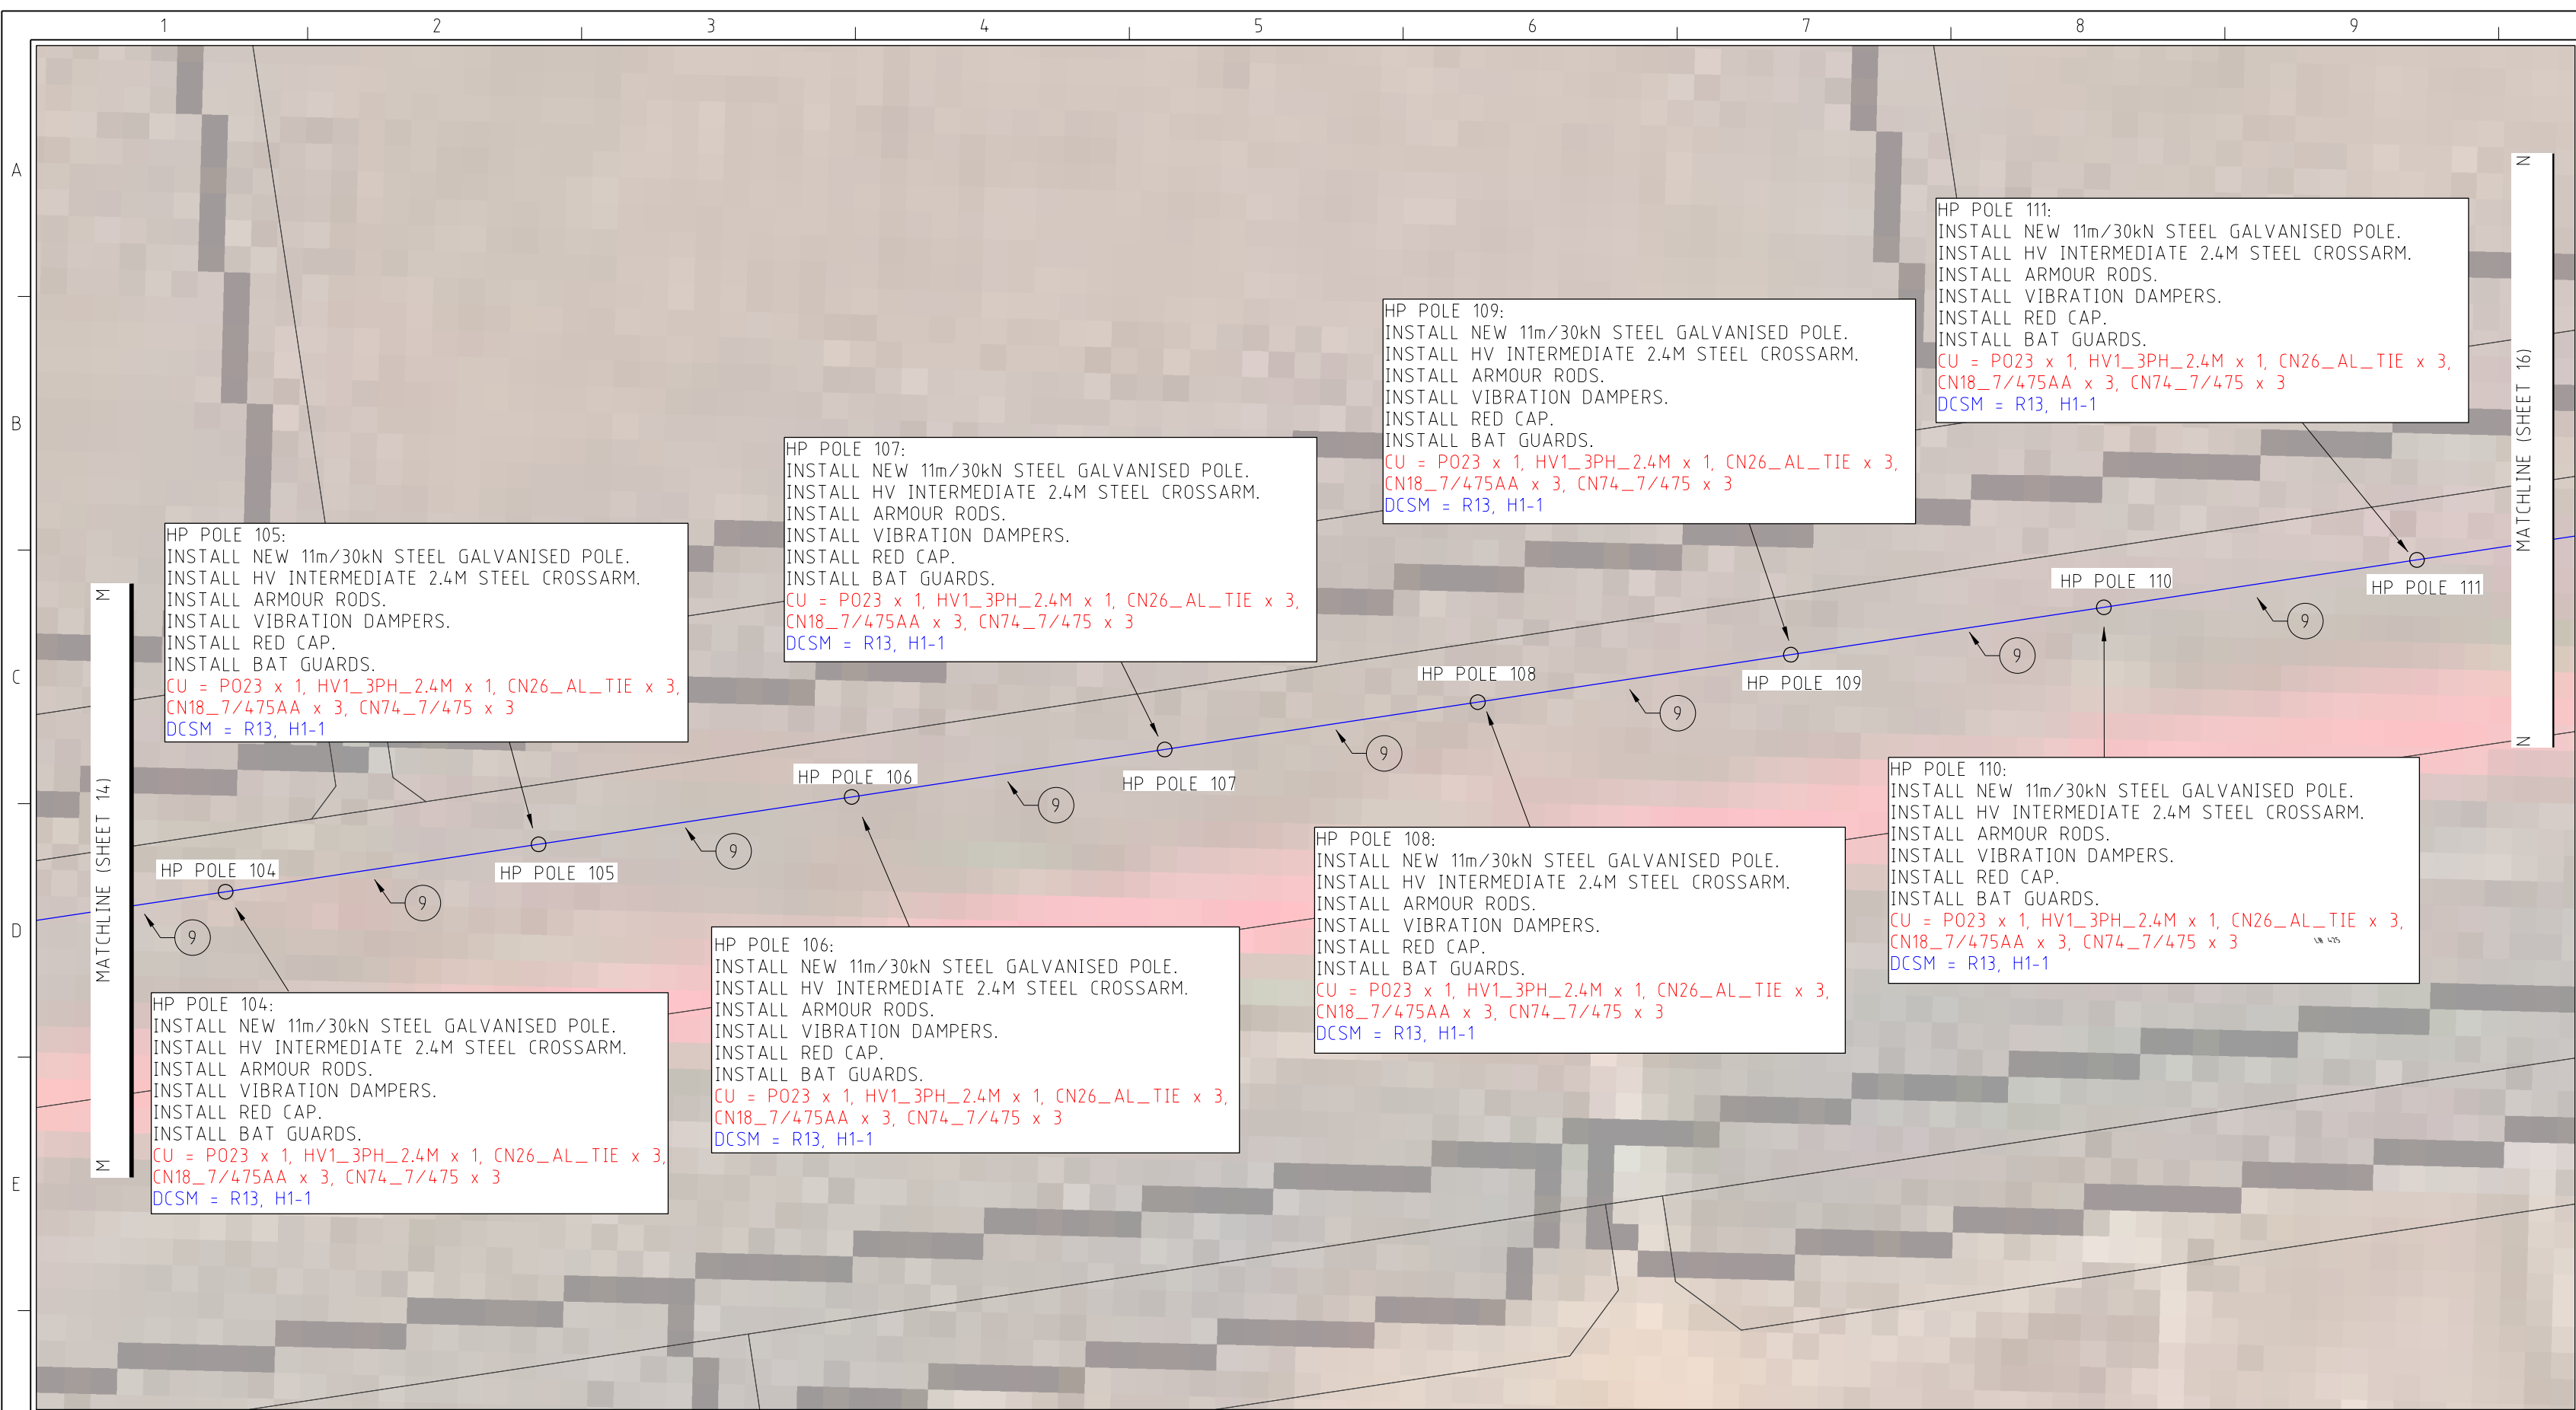 1 2 3 4 5 6 7 8 9
A
B
C
D
E
HP POLE 111:
INSTALL NEW 11m/30kN STEEL GALVANISED POLE.
INSTALL HV INTERMEDIATE 2.4M STEEL CROSSARM.
INSTALL ARMOUR RODS.
INSTALL VIBRATION DAMPERS.
INSTALL RED CAP.
INSTALL BAT GUARDS.
CU = PO23 x 1, HV1_3PH_2.4M x 1, CN26_AL_TIE x 3,
CN18_7/475AA x 3, CN74_7/475 x 3
DCSM = R13, H1-1
HP POLE 109:
INSTALL NEW 11m/30kN STEEL GALVANISED POLE.
INSTALL HV INTERMEDIATE 2.4M STEEL CROSSARM.
INSTALL ARMOUR RODS.
INSTALL VIBRATION DAMPERS.
INSTALL RED CAP.
INSTALL BAT GUARDS.
CU = PO23 x 1, HV1_3PH_2.4M x 1, CN26_AL_TIE x 3,
CN18_7/475AA x 3, CN74_7/475 x 3
DCSM = R13, H1-1
HP POLE 107:
INSTALL NEW 11m/30kN STEEL GALVANISED POLE.
INSTALL HV INTERMEDIATE 2.4M STEEL CROSSARM.
INSTALL ARMOUR RODS.
INSTALL VIBRATION DAMPERS.
INSTALL RED CAP.
INSTALL BAT GUARDS.
CU = PO23 x 1, HV1_3PH_2.4M x 1, CN26_AL_TIE x 3,
CN18_7/475AA x 3, CN74_7/475 x 3
DCSM = R13, H1-1
HP POLE 105:
INSTALL NEW 11m/30kN STEEL GALVANISED POLE.
INSTALL HV INTERMEDIATE 2.4M STEEL CROSSARM.
INSTALL ARMOUR RODS.
INSTALL VIBRATION DAMPERS.
INSTALL RED CAP.
INSTALL BAT GUARDS.
CU = PO23 x 1, HV1_3PH_2.4M x 1, CN26_AL_TIE x 3,
CN18_7/475AA x 3, CN74_7/475 x 3
DCSM = R13, H1-1
M MATCHLINE (SHEET 14) M
N MATCHLINE (SHEET 16) N
HP POLE 104
HP POLE 105
HP POLE 106
HP POLE 107
HP POLE 108
HP POLE 109
HP POLE 110
HP POLE 111
9
9
9
9
9
9
9
9
HP POLE 104:
INSTALL NEW 11m/30kN STEEL GALVANISED POLE.
INSTALL HV INTERMEDIATE 2.4M STEEL CROSSARM.
INSTALL ARMOUR RODS.
INSTALL VIBRATION DAMPERS.
INSTALL RED CAP.
INSTALL BAT GUARDS.
CU = PO23 x 1, HV1_3PH_2.4M x 1, CN26_AL_TIE x 3,
CN18_7/475AA x 3, CN74_7/475 x 3
DCSM = R13, H1-1
HP POLE 106:
INSTALL NEW 11m/30kN STEEL GALVANISED POLE.
INSTALL HV INTERMEDIATE 2.4M STEEL CROSSARM.
INSTALL ARMOUR RODS.
INSTALL VIBRATION DAMPERS.
INSTALL RED CAP.
INSTALL BAT GUARDS.
CU = PO23 x 1, HV1_3PH_2.4M x 1, CN26_AL_TIE x 3,
CN18_7/475AA x 3, CN74_7/475 x 3
DCSM = R13, H1-1
HP POLE 108:
INSTALL NEW 11m/30kN STEEL GALVANISED POLE.
INSTALL HV INTERMEDIATE 2.4M STEEL CROSSARM.
INSTALL ARMOUR RODS.
INSTALL VIBRATION DAMPERS.
INSTALL RED CAP.
INSTALL BAT GUARDS.
CU = PO23 x 1, HV1_3PH_2.4M x 1, CN26_AL_TIE x 3,
CN18_7/475AA x 3, CN74_7/475 x 3
DCSM = R13, H1-1
HP POLE 110:
INSTALL NEW 11m/30kN STEEL GALVANISED POLE.
INSTALL HV INTERMEDIATE 2.4M STEEL CROSSARM.
INSTALL ARMOUR RODS.
INSTALL VIBRATION DAMPERS.
INSTALL RED CAP.
INSTALL BAT GUARDS.
CU = PO23 x 1, HV1_3PH_2.4M x 1, CN26_AL_TIE x 3,
CN18_7/475AA x 3, CN74_7/475 x 3
DCSM = R13, H1-1